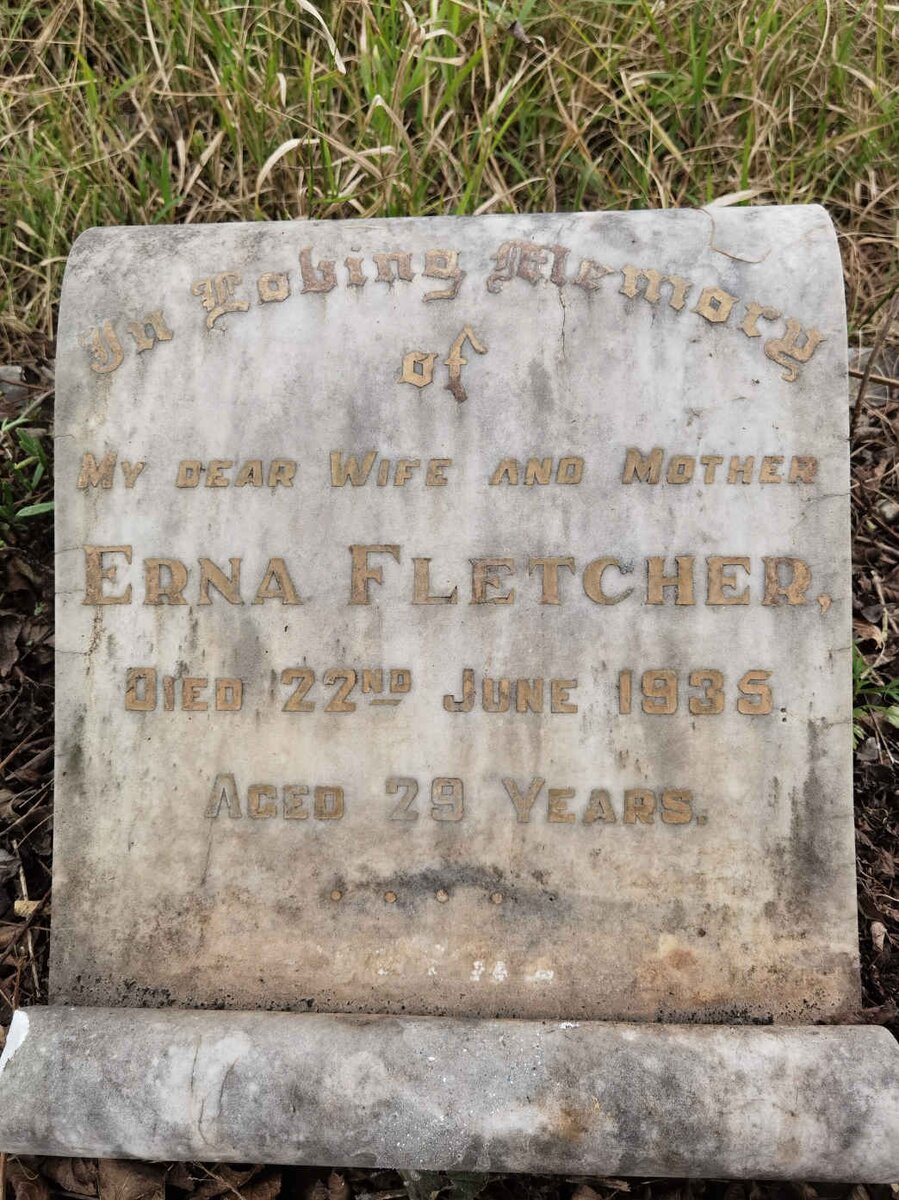 In Loving Memory
of
My dear Wife and Mother
Erna Fletcher,
Died 22nd June 1935.
Aged 29 Years.